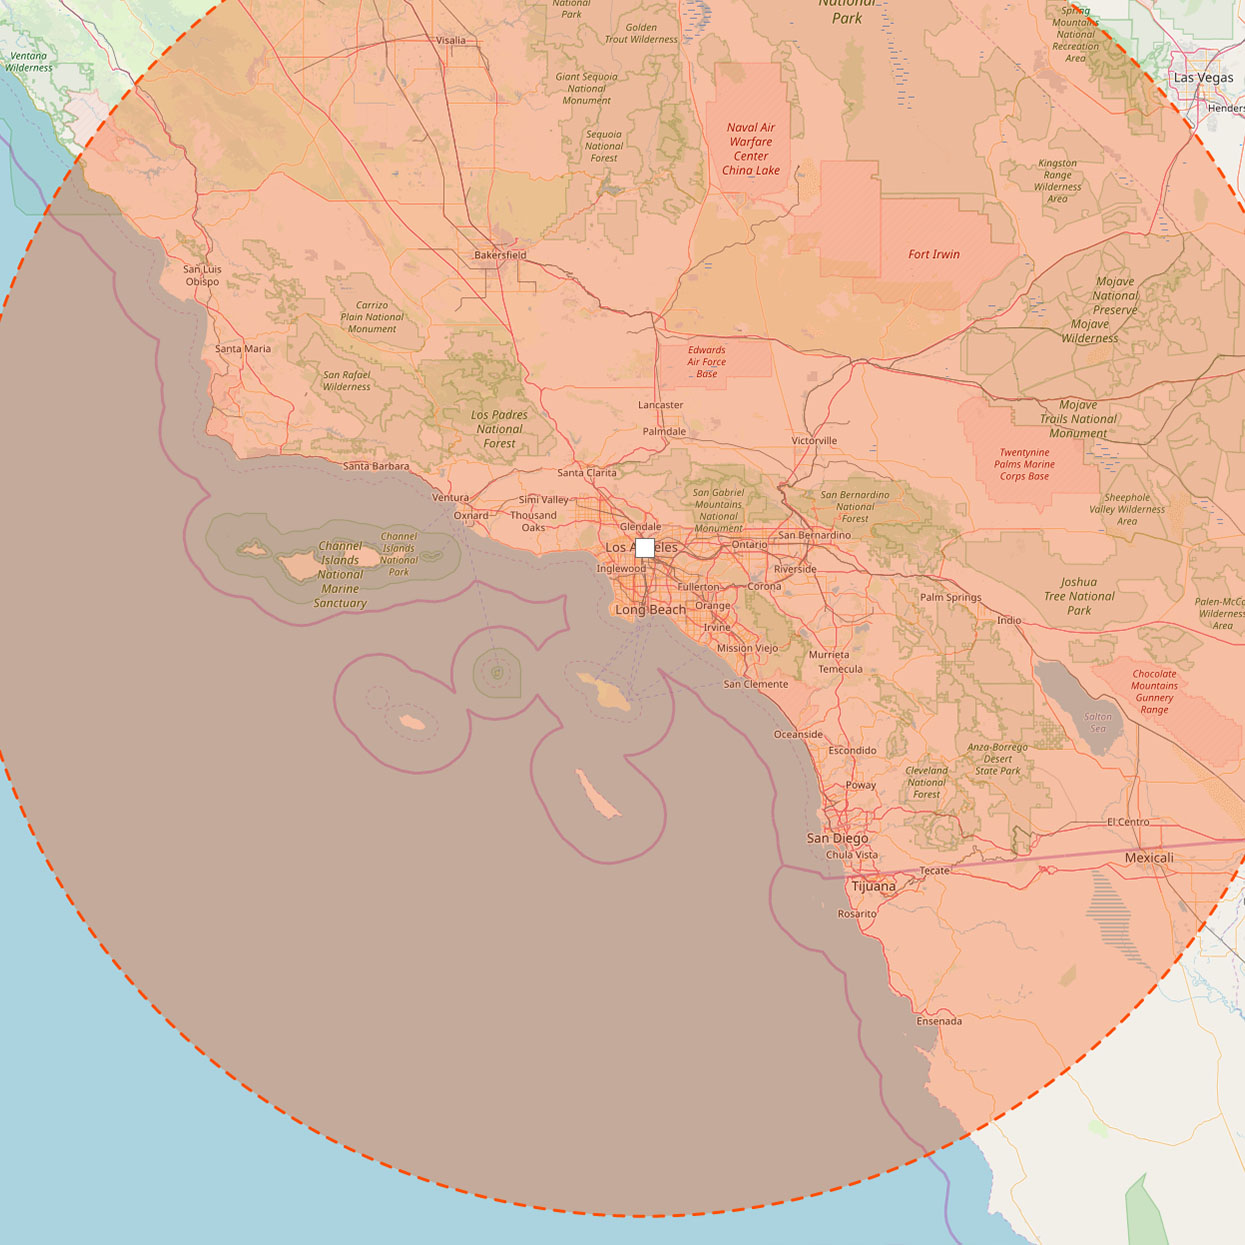 National
Park
Golden
Trout Wilderness
National
Park
Spring
Mountains
National
Recreation
Area
Visalia
Ventana
Wilderness
Las Vegas
Giant Sequoia
National
Monument
Henders
Naval Air
Warfare
Center
China Lake
Sequoia
National
Forest
Kingston
Range
Wilderness
Area
Bakersfield
Fort Irwin
San Luis
Obispo
Mojave
National
Preserve
Mojave
Wilderness
Carrizo
Plain National
Monument
Santa Maria
Edwards
Air Force
Base
San Rafael
Wilderness
Lancaster
Los Padres
National
Forest
Palmdale
Mojave
Trails National
Monument
Victorville
Twentynine
Palms Marine
Corps Base
Santa Barbara
Santa Clarita
Ventura
Simi Valley
San Gabriel
Mountains
National
Monument
San Bernardino
National
Forest
Sheephole
Valley Wilderness
Area
Oxnard
Thousand
Oaks
Glendale
San Bernardino
Los Angeles
Ontario
Channel
Islands
National
Park
Channel
Islands
National
Marine
Sanctuary
Inglewood
Riverside
Fullerton
Corona
Joshua
Tree National
Park
Palm Springs
Palen-McC
Wilderness
Area
Long Beach
Orange
Indio
Irvine
Mission Viejo
Murrieta
Temecula
San Clemente
Chocolate
Mountains
Gunnery
Range
Salton
Sea
Oceanside
Escondido
Anza-Borrego
Desert
State Park
Cleveland
National
Forest
Poway
El Centro
San Diego
Chula Vista
Mexicali
Tecate
Tijuana
Rosarito
Ensenada